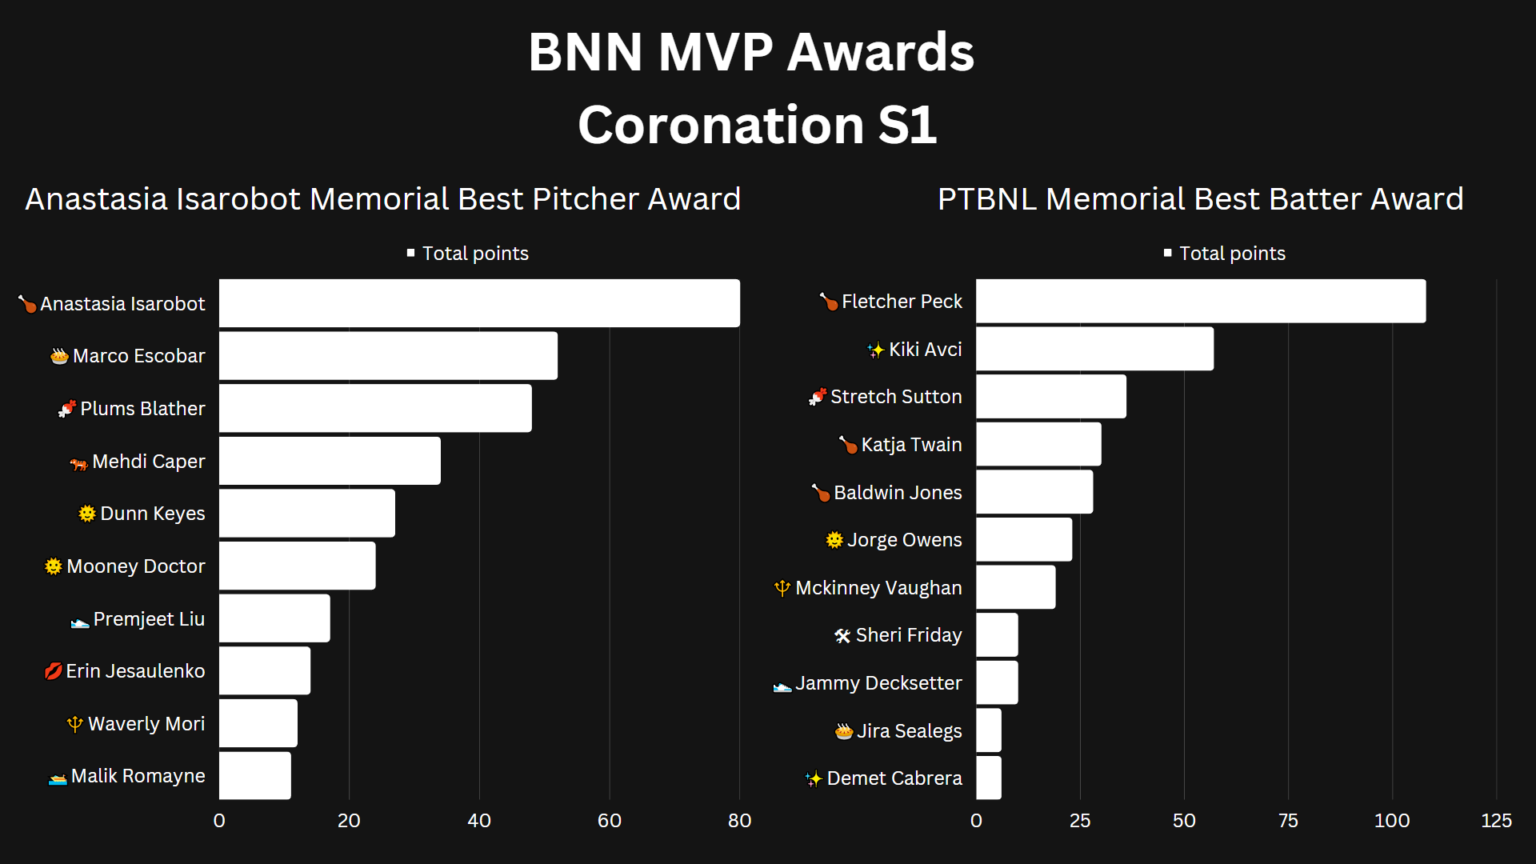 BNN MVP Awards
Coronation S1
Anastasia Isarobot Memorial Best Pitcher Award
Total points
🍗 Anastasia Isarobot
🥧 Marco Escobar
🍬 Plums Blather
🐅 Mehdi Caper
🌞 Dunn Keyes
🌞 Mooney Doctor
👟 Premjeet Liu
💋 Erin Jesaulenko
🔱 Waverly Mori
🚤 Malik Romayne
0 20 40 60 80
PTBNL Memorial Best Batter Award
Total points
🍗 Fletcher Peck
✨ Kiki Avci
🍬 Stretch Sutton
🍗 Katja Twain
🍗 Baldwin Jones
🌞 Jorge Owens
🔱 Mckinney Vaughan
🛠 Sheri Friday
👟 Jammy Decksetter
🥧 Jira Sealegs
✨ Demet Cabrera
0 25 50 75 100 125